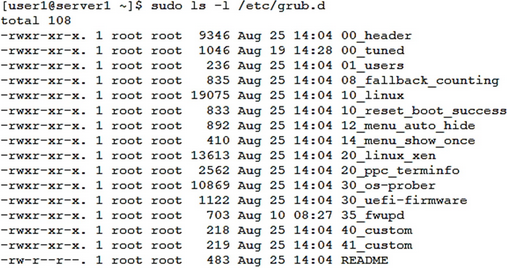 [user1@server1 ~]$ sudo ls -l /etc/grub.d
total 108
-rwxr-xr-x. 1 root root  9346 Aug 25 14:04 00_header
-rwxr-xr-x. 1 root root  1046 Aug 19 14:28 00_tuned
-rwxr-xr-x. 1 root root   236 Aug 25 14:04 01_users
-rwxr-xr-x. 1 root root   835 Aug 25 14:04 08_fallback_counting
-rwxr-xr-x. 1 root root 19075 Aug 25 14:04 10_linux
-rwxr-xr-x. 1 root root   833 Aug 25 14:04 10_reset_boot_success
-rwxr-xr-x. 1 root root   892 Aug 25 14:04 12_menu_auto_hide
-rwxr-xr-x. 1 root root   410 Aug 25 14:04 14_menu_show_once
-rwxr-xr-x. 1 root root 13613 Aug 25 14:04 20_linux_xen
-rwxr-xr-x. 1 root root  2562 Aug 25 14:04 20_ppc_terminfo
-rwxr-xr-x. 1 root root 10869 Aug 25 14:04 30_os-prober
-rwxr-xr-x. 1 root root  1122 Aug 25 14:04 30_uefi-firmware
-rwxr-xr-x. 1 root root   703 Aug 10 08:27 35_fwupd
-rwxr-xr-x. 1 root root   218 Aug 25 14:04 40_custom
-rwxr-xr-x. 1 root root   219 Aug 25 14:04 41_custom
-rw-r--r--. 1 root root   483 Aug 25 14:04 README